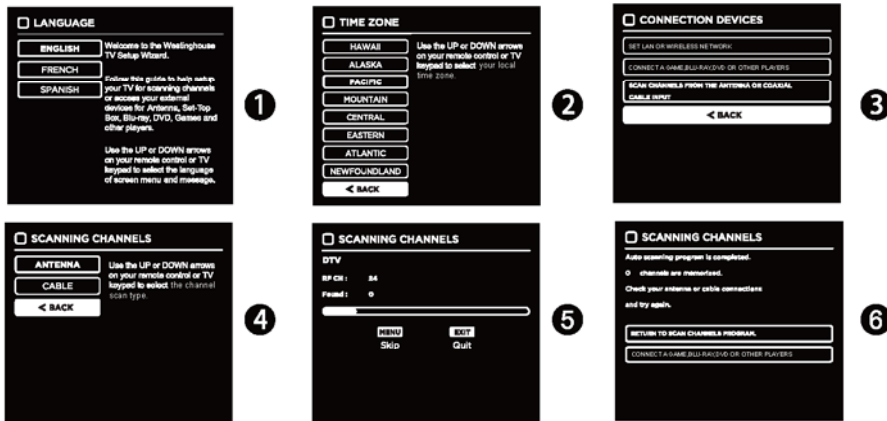 LANGUAGE
ENGLISH
FRENCH
SPANISH
Welcome to the Westinghouse
TV Setup Wizard.
Follow this guide to help setup
your TV for scanning channels
or access your external
devices for Antenna, Set-Top
Box, Blu-ray, DVD, Games and
other players.
Use the UP or DOWN arrows
on your remote control or TV
keypad to select the language
of screen menu and message.
1
TIME ZONE
HAWAII
ALASKA
PACIFIC
MOUNTAIN
CENTRAL
EASTERN
ATLANTIC
NEWFOUNDLAND
< BACK
Use the UP or DOWN arrows
on your remote control or TV
keypad to select your local
time zone.
2
CONNECTION DEVICES
SET LAN OR WIRELESS NETWORK
CONNECT A GAME,BLU-RAY,DVD OR OTHER PLAYERS
SCAN CHANNELS FROM THE ANTENNA OR COAXIAL
CABLE INPUT
< BACK
3
SCANNING CHANNELS
ANTENNA
CABLE
< BACK
Use the UP or DOWN arrows
on your remote control or TV
keypad to select the channel
scan type.
4
SCANNING CHANNELS
DTV
RF CH : 24
Found : 0
MENU EXIT
Skip Quit
5
SCANNING CHANNELS
Auto scanning program is completed.
0 channels are memorized.
Check your antenna or cable connections
and try again.
RETURN TO SCAN CHANNELS PROGRAM.
CONNECT A GAME,BLU-RAY,DVD OR OTHER PLAYERS
6